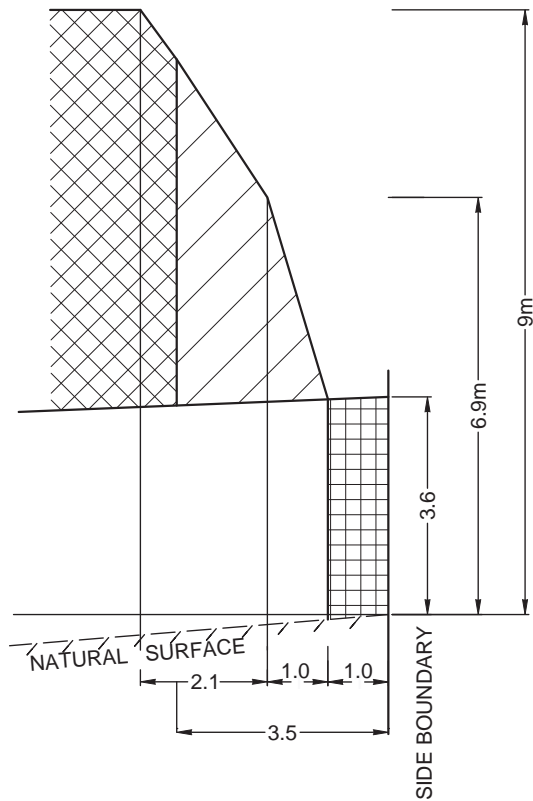 9m
6.9m
3.6
NATURAL SURFACE
1.0
1.0
2.1
3.5
SIDE BOUNDARY